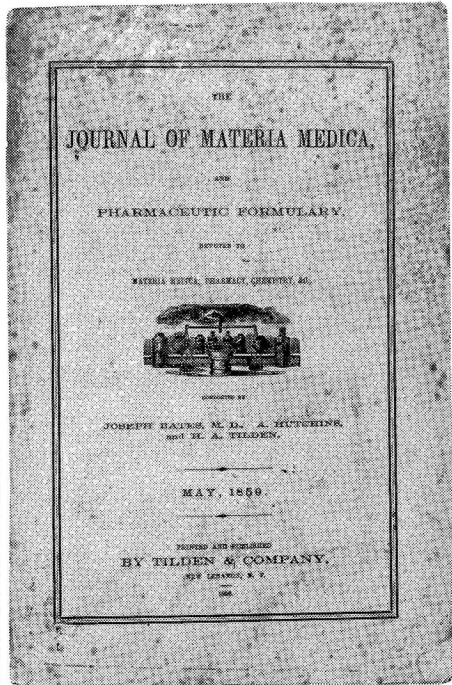 THE
JOURNAL OF MATERIA MEDICA,
AND
PHARMACEUTIC FORMULARY.
DEVOTED TO
MATERIA MEDICA, PHARMACY, CHEMISTRY, &C.
CONDUCTED BY
JOSEPH BATES, M. D., A. HUTCHINS,
and H. A. TILDEN.
MAY, 1859.
PRINTED AND PUBLISHED
BY TILDEN & COMPANY,
NEW LEBANON, N. Y.